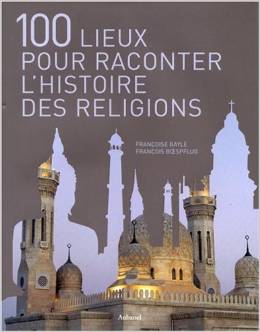 100 LIEUX
POUR RACONTER
L'HISTOIRE
DES RELIGIONS
FRANÇOISE BAYLE
FRANÇOIS BŒSPFLUG
Aubanel